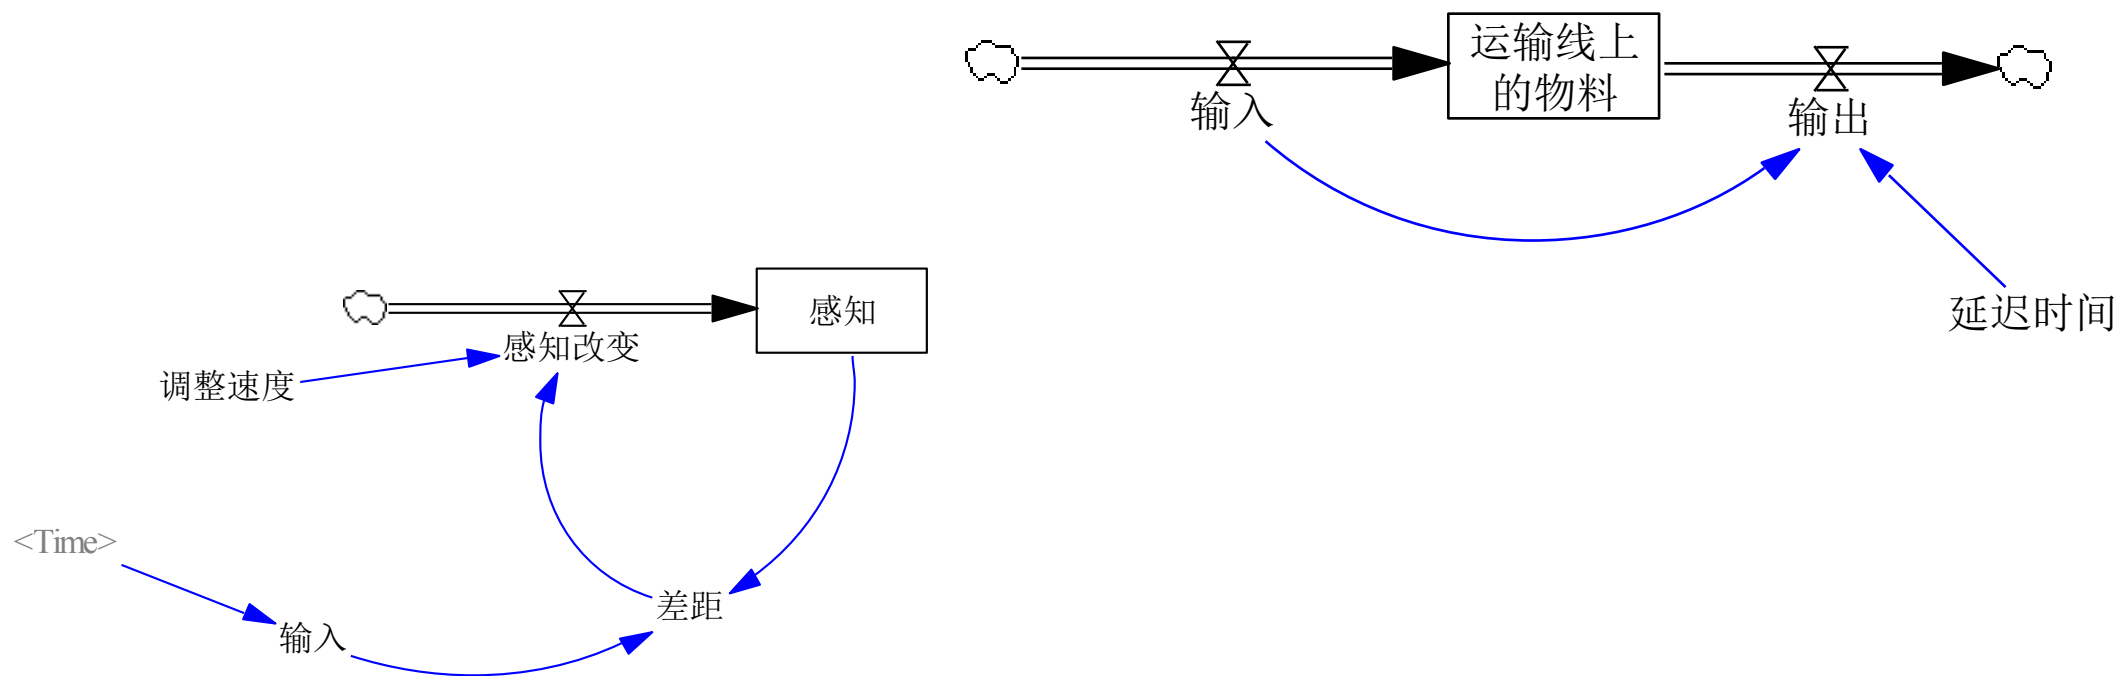 运输线上
的物料
输入
输出
延迟时间
感知
感知改变
调整速度
<Time>
差距
输入